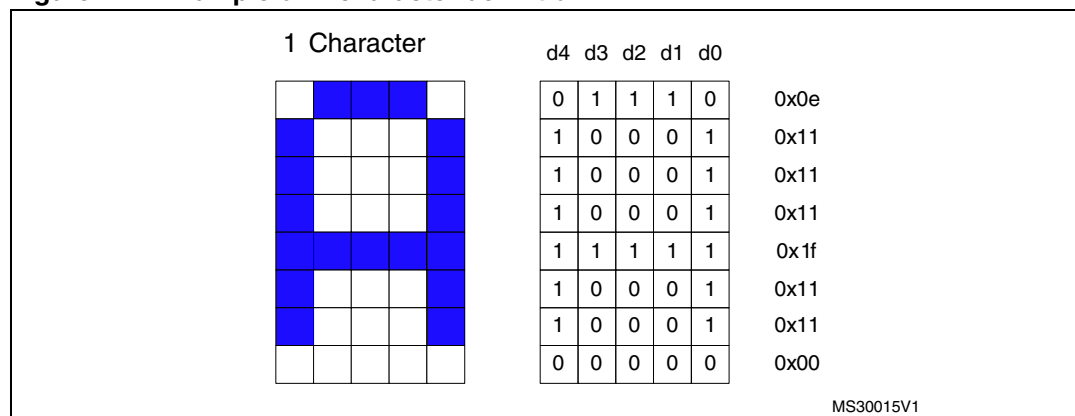 1 Character
d4 d3 d2 d1 d0
0 1 1 1 0 0x0e
1 0 0 0 1 0x11
1 0 0 0 1 0x11
1 0 0 0 1 0x11
1 1 1 1 1 0x1f
1 0 0 0 1 0x11
1 0 0 0 1 0x11
0 0 0 0 0 0x00
MS30015V1